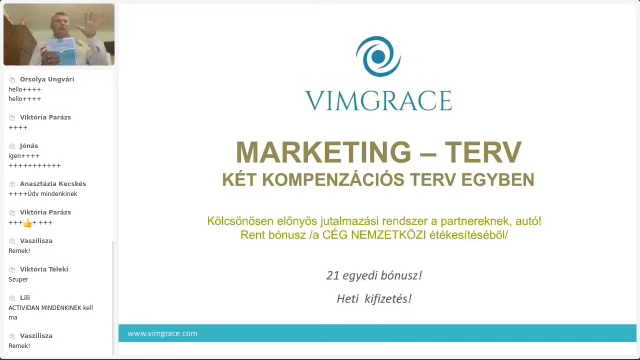 Orsolya Ungvári
hello++++
hello++++
Viktória Parázs
++++
Jónás
igen++++
+++++++++++
Anasztázia Kecskés
++++Üdv mindenkinek
Viktória Parázs
+++👍+ +++
Vaszilisza
Remek!
Viktória Teleki
Szuper
Lili
ACTIVDAN MINDENKINEK kell
ma
Vaszilisza
Remek!
VIMGRACE
MARKETING – TERV
KÉT KOMPENZÁCIÓS TERV EGYBEN
Kölcsönösen előnyös jutalmazási rendszer a partnereknek, autó!
Rent bónusz /a CÉG NEMZETKÖZI étékesítéséből/
21 egyedi bónusz!
Heti kifizetés!
www.vimgrace.com